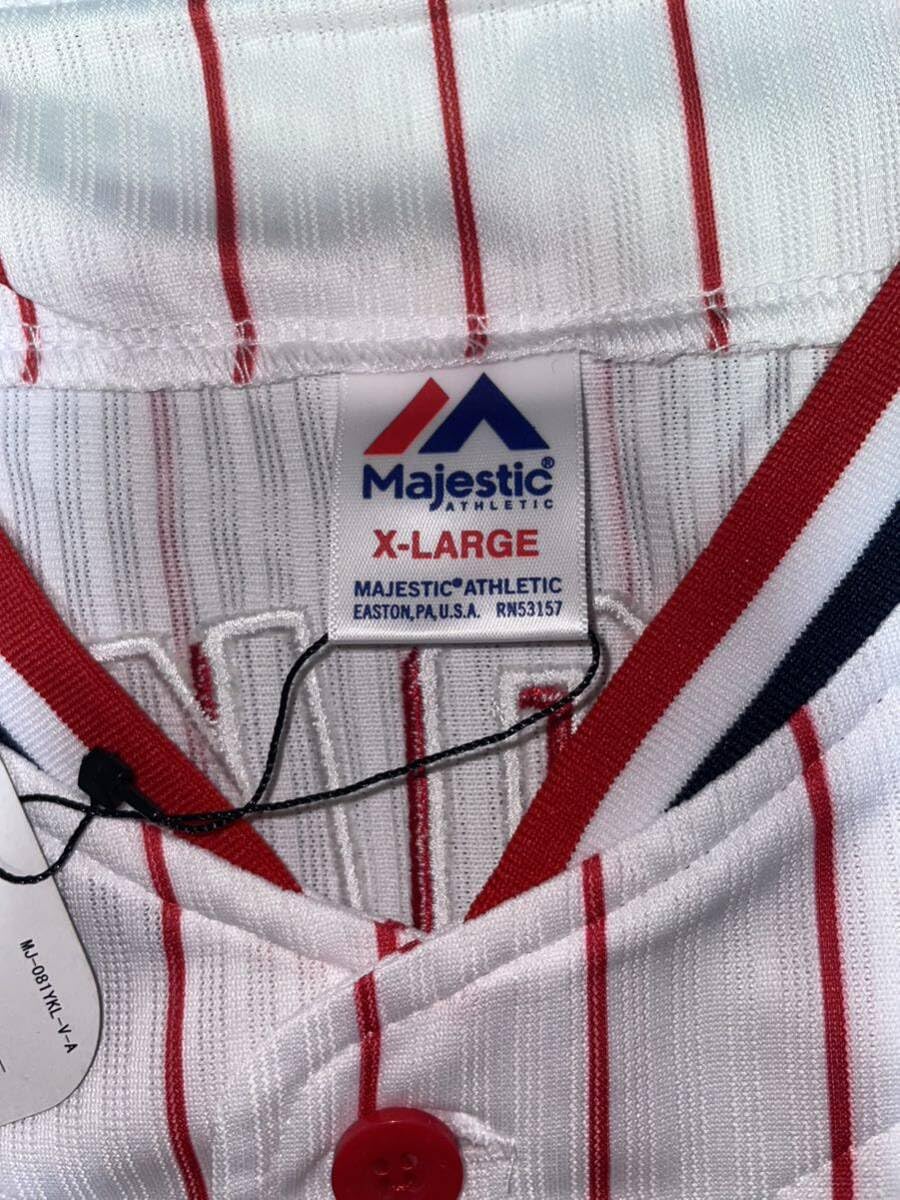 Majestic®
ATHLETIC
X-LARGE
MAJESTIC® ATHLETIC
EASTON, PA, U.S.A. RN53157
MJ-081YKL-V-A